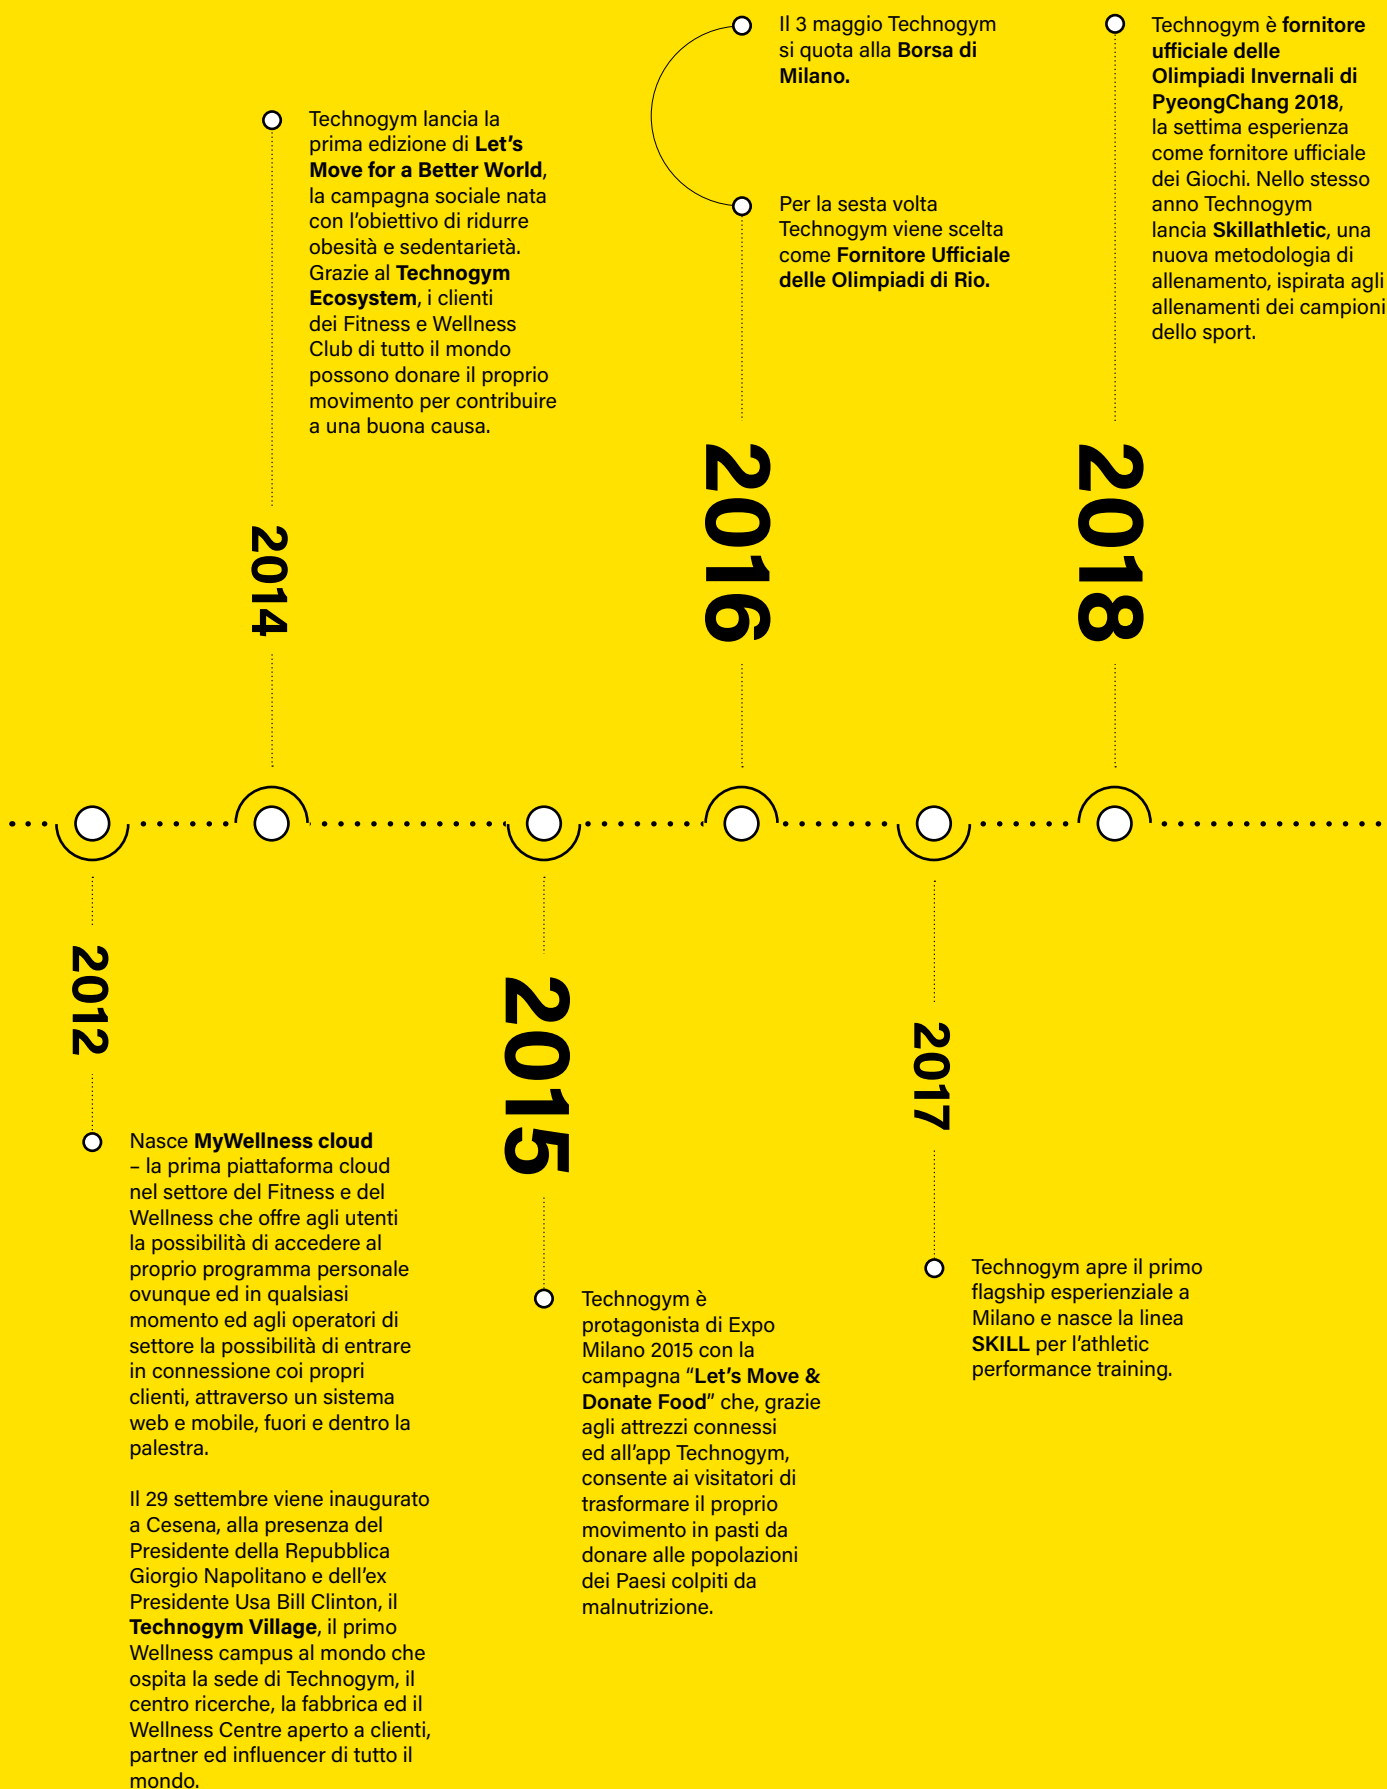 2012
Nasce MyWellness cloud
– la prima piattaforma cloud
nel settore del Fitness e del
Wellness che offre agli utenti
la possibilità di accedere al
proprio programma personale
ovunque ed in qualsiasi
momento ed agli operatori di
settore la possibilità di entrare
in connessione coi propri
clienti, attraverso un sistema
web e mobile, fuori e dentro la
palestra.
Il 29 settembre viene inaugurato
a Cesena, alla presenza del
Presidente della Repubblica
Giorgio Napolitano e dell’ex
Presidente Usa Bill Clinton, il
Technogym Village, il primo
Wellness campus al mondo che
ospita la sede di Technogym, il
centro ricerche, la fabbrica ed il
Wellness Centre aperto a clienti,
partner ed influencer di tutto il
mondo.
2014
Technogym lancia la
prima edizione di Let’s
Move for a Better World,
la campagna sociale nata
con l’obiettivo di ridurre
obesità e sedentarietà.
Grazie al Technogym
Ecosystem, i clienti
dei Fitness e Wellness
Club di tutto il mondo
possono donare il proprio
movimento per contribuire
a una buona causa.
2015
Technogym è
protagonista di Expo
Milano 2015 con la
campagna “Let’s Move &
Donate Food” che, grazie
agli attrezzi connessi
ed all’app Technogym,
consente ai visitatori di
trasformare il proprio
movimento in pasti da
donare alle popolazioni
dei Paesi colpiti da
malnutrizione.
2016
Il 3 maggio Technogym
si quota alla Borsa di
Milano.
Per la sesta volta
Technogym viene scelta
come Fornitore Ufficiale
delle Olimpiadi di Rio.
2017
Technogym apre il primo
flagship esperienziale a
Milano e nasce la linea
SKILL per l’athletic
performance training.
2018
Technogym è fornitore
ufficiale delle
Olimpiadi Invernali di
PyeongChang 2018,
la settima esperienza
come fornitore ufficiale
dei Giochi. Nello stesso
anno Technogym
lancia Skillathletic, una
nuova metodologia di
allenamento, ispirata agli
allenamenti dei campioni
dello sport.